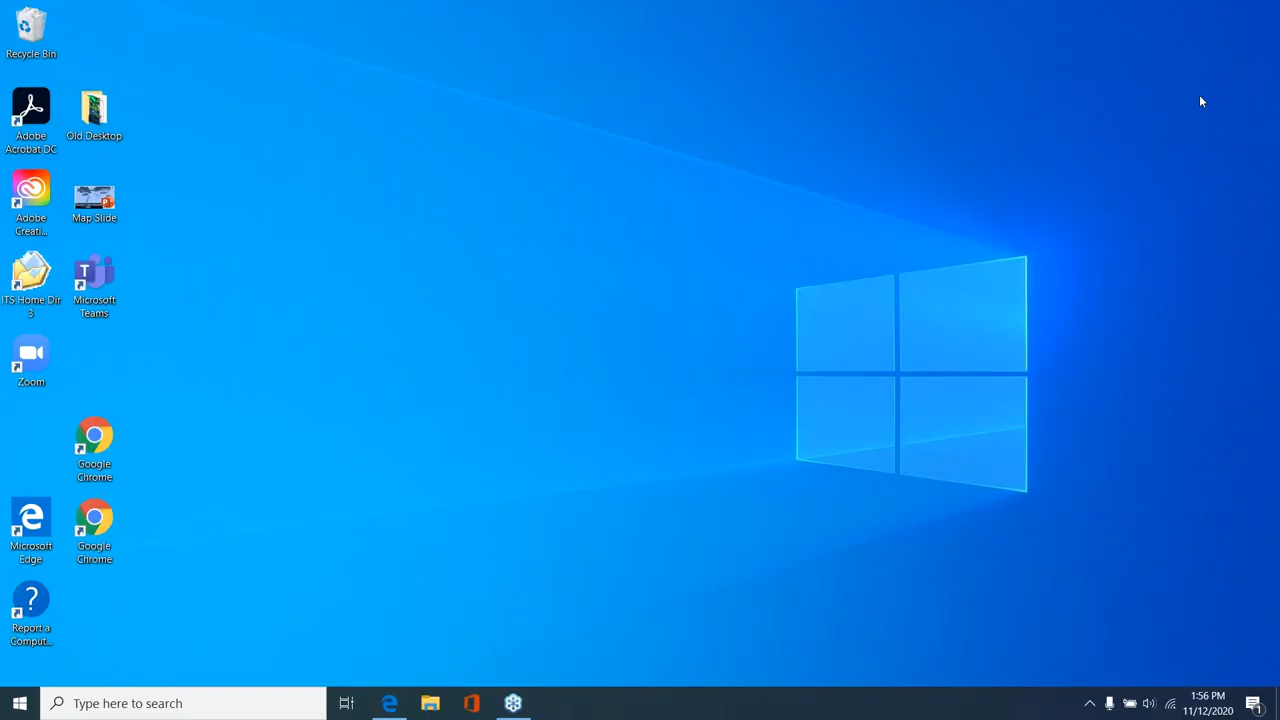 Recycle Bin
Adobe
Acrobat DC
Old Desktop
Adobe
Creati...
Map Slide
ITS Home Dir
3
Microsoft
Teams
Zoom
Google
Chrome
Microsoft
Edge
Google
Chrome
Report a
Comput...
Type here to search
1:56 PM
11/12/2020
1